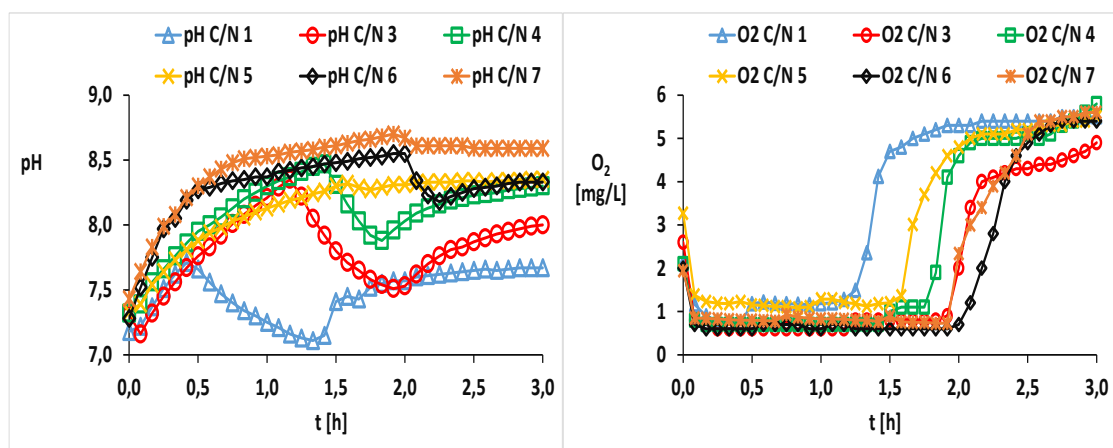 pH C/N 1 pH C/N 3 pH C/N 4
pH C/N 5 pH C/N 6 pH C/N 7
9,0
8,5
8,0
7,5
7,0
pH
0,0 0,5 1,0 1,5 2,0 2,5 3,0
t [h]
O2 C/N 1 O2 C/N 3 O2 C/N 4
O2 C/N 5 O2 C/N 6 O2 C/N 7
6
5
4
3
2
1
0
O₂
[mg/L]
0,0 0,5 1,0 1,5 2,0 2,5 3,0
t [h]